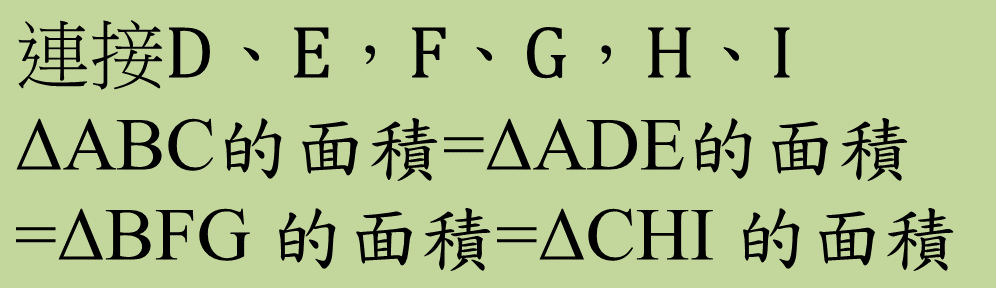 連接D、E，F、G，H、I
ΔABC的面積=ΔADE的面積
=ΔBFG 的面積=ΔCHI 的面積